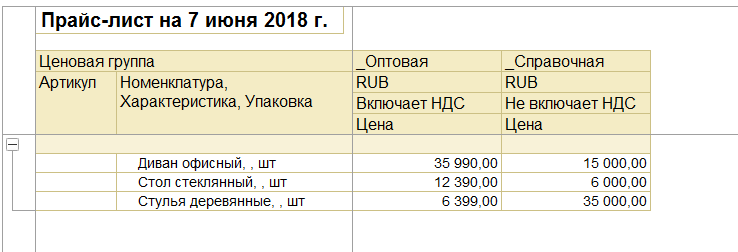 Прайс-лист на 7 июня 2018 г.
Ценовая группа _Оптовая _Справочная
Артикул Номенклатура, RUB RUB
Характеристика, Упаковка Включает НДС Не включает НДС
Цена Цена
Диван офисный, , шт 35 990,00 15 000,00
Стол стеклянный, , шт 12 390,00 6 000,00
Стулья деревянные, , шт 6 399,00 35 000,00